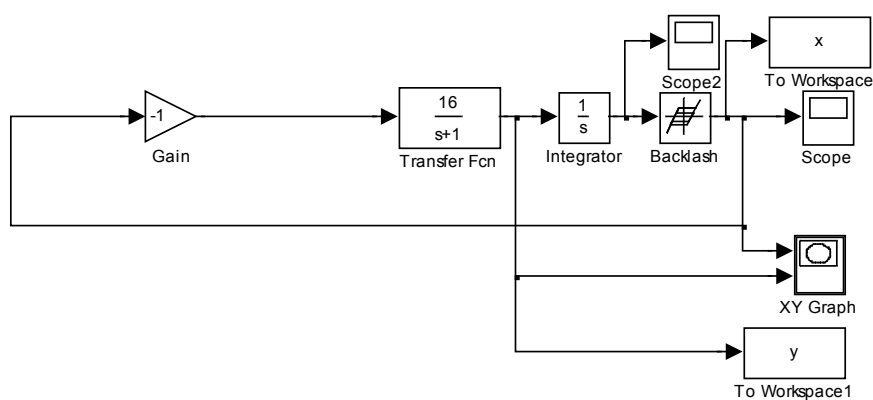 x
Scope2
To Workspace
-1
16
s+1
1
s
Gain
Transfer Fcn
Integrator
Backlash
Scope
XY Graph
y
To Workspace1